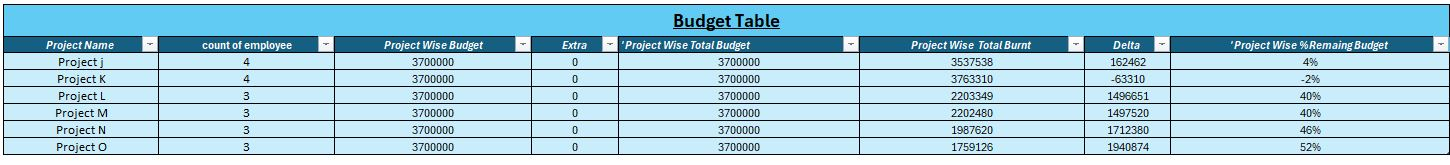 Budget Table
Project Name count of employee Project Wise Budget Extra 'Project Wise Total Budget Project Wise Total Burnt Delta 'Project Wise %Remaing Budget
Project j 4 3700000 0 3700000 3537538 162462 4%
Project K 4 3700000 0 3700000 3763310 -63310 -2%
Project L 3 3700000 0 3700000 2203349 1496651 40%
Project M 3 3700000 0 3700000 2202480 1497520 40%
Project N 3 3700000 0 3700000 1987620 1712380 46%
Project O 3 3700000 0 3700000 1759126 1940874 52%